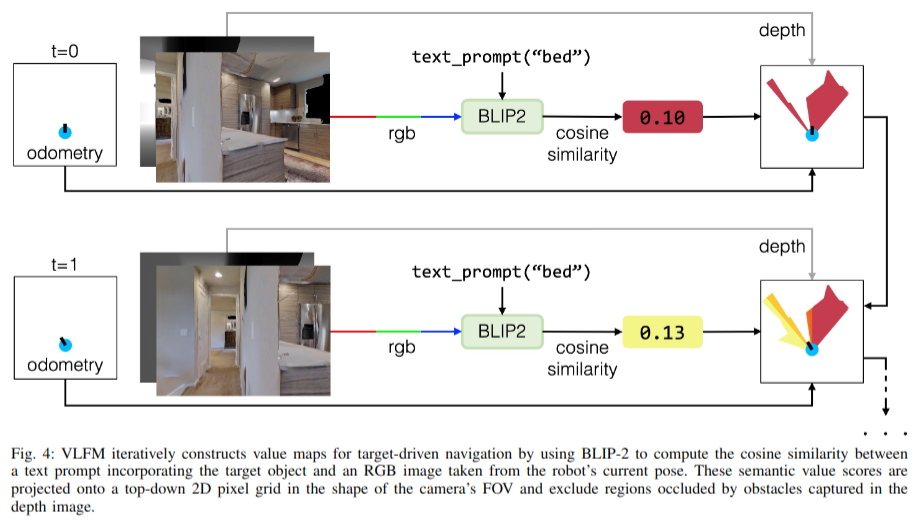 t=0
depth
text_prompt(“bed”)
BLIP2
0.10
rgb
cosine
similarity
odometry
t=1
depth
text_prompt(“bed”)
BLIP2
0.13
rgb
cosine
similarity
odometry
. . .
Fig. 4: VLFM iteratively constructs value maps for target-driven navigation by using BLIP-2 to compute the cosine similarity between
a text prompt incorporating the target object and an RGB image taken from the robot’s current pose. These semantic value scores are
projected onto a top-down 2D pixel grid in the shape of the camera’s FOV and exclude regions occluded by obstacles captured in the
depth image.